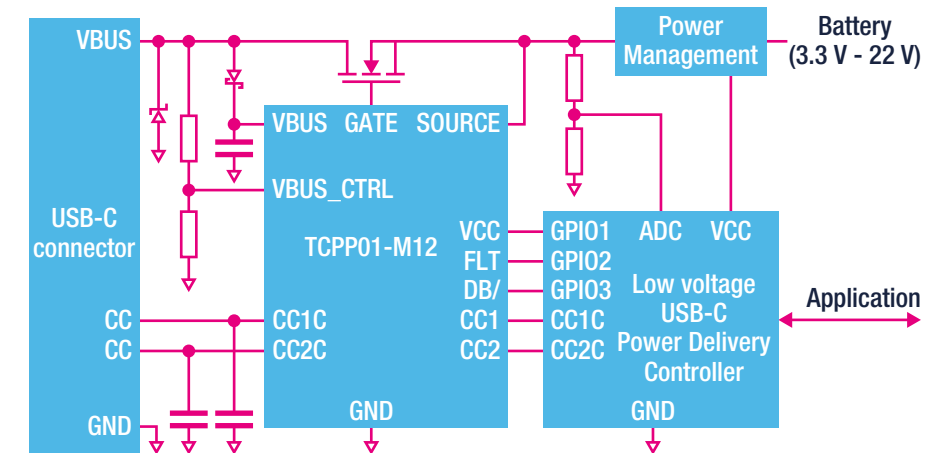 VBUS
Power
Management
Battery
(3.3 V - 22 V)
VBUS GATE SOURCE
VBUS_CTRL
USB-C
connector
TCPP01-M12
VCC
FLT
DB/
CC1
CC2
GPIO1
GPIO2
GPIO3
CC1C
CC2C
ADC VCC
Low voltage
USB-C
Power Delivery
Controller
Application
CC
CC
CC1C
CC2C
GND
GND
GND